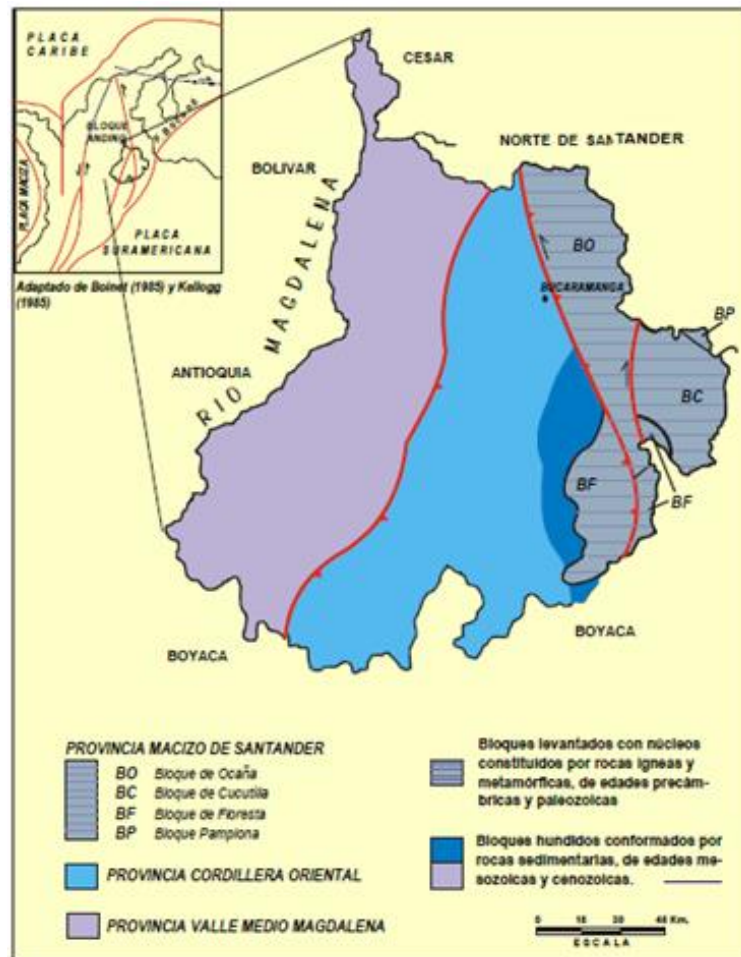 PLACA
CARIBE
BLOQUE
ANDINO
PLACA
SURAMERICANA
Adaptado de Boinet (1985) y Kellogg
(1985)
CESAR
NORTE DE SANTANDER
BOLIVAR
RIO MAGDALENA
ANTIOQUIA
BO
BUCARAMANGA
BP
BC
BF
BF
BOYACA
BOYACA
PROVINCIA MACIZO DE SANTANDER
BO Bloque de Ocaña
BC Bloque de Cucutilla
BF Bloque de Floresta
BP Bloque Pamplona
PROVINCIA CORDILLERA ORIENTAL
PROVINCIA VALLE MEDIO MAGDALENA
Bloques levantados con núcleos
constituidos por rocas ígneas y
metamórficas, de edades precám-
bricas y paleozoicas
Bloques hundidos conformados por
rocas sedimentarias, de edades me-
sozoicas y cenozoicas.
0 Km.
ESCALA